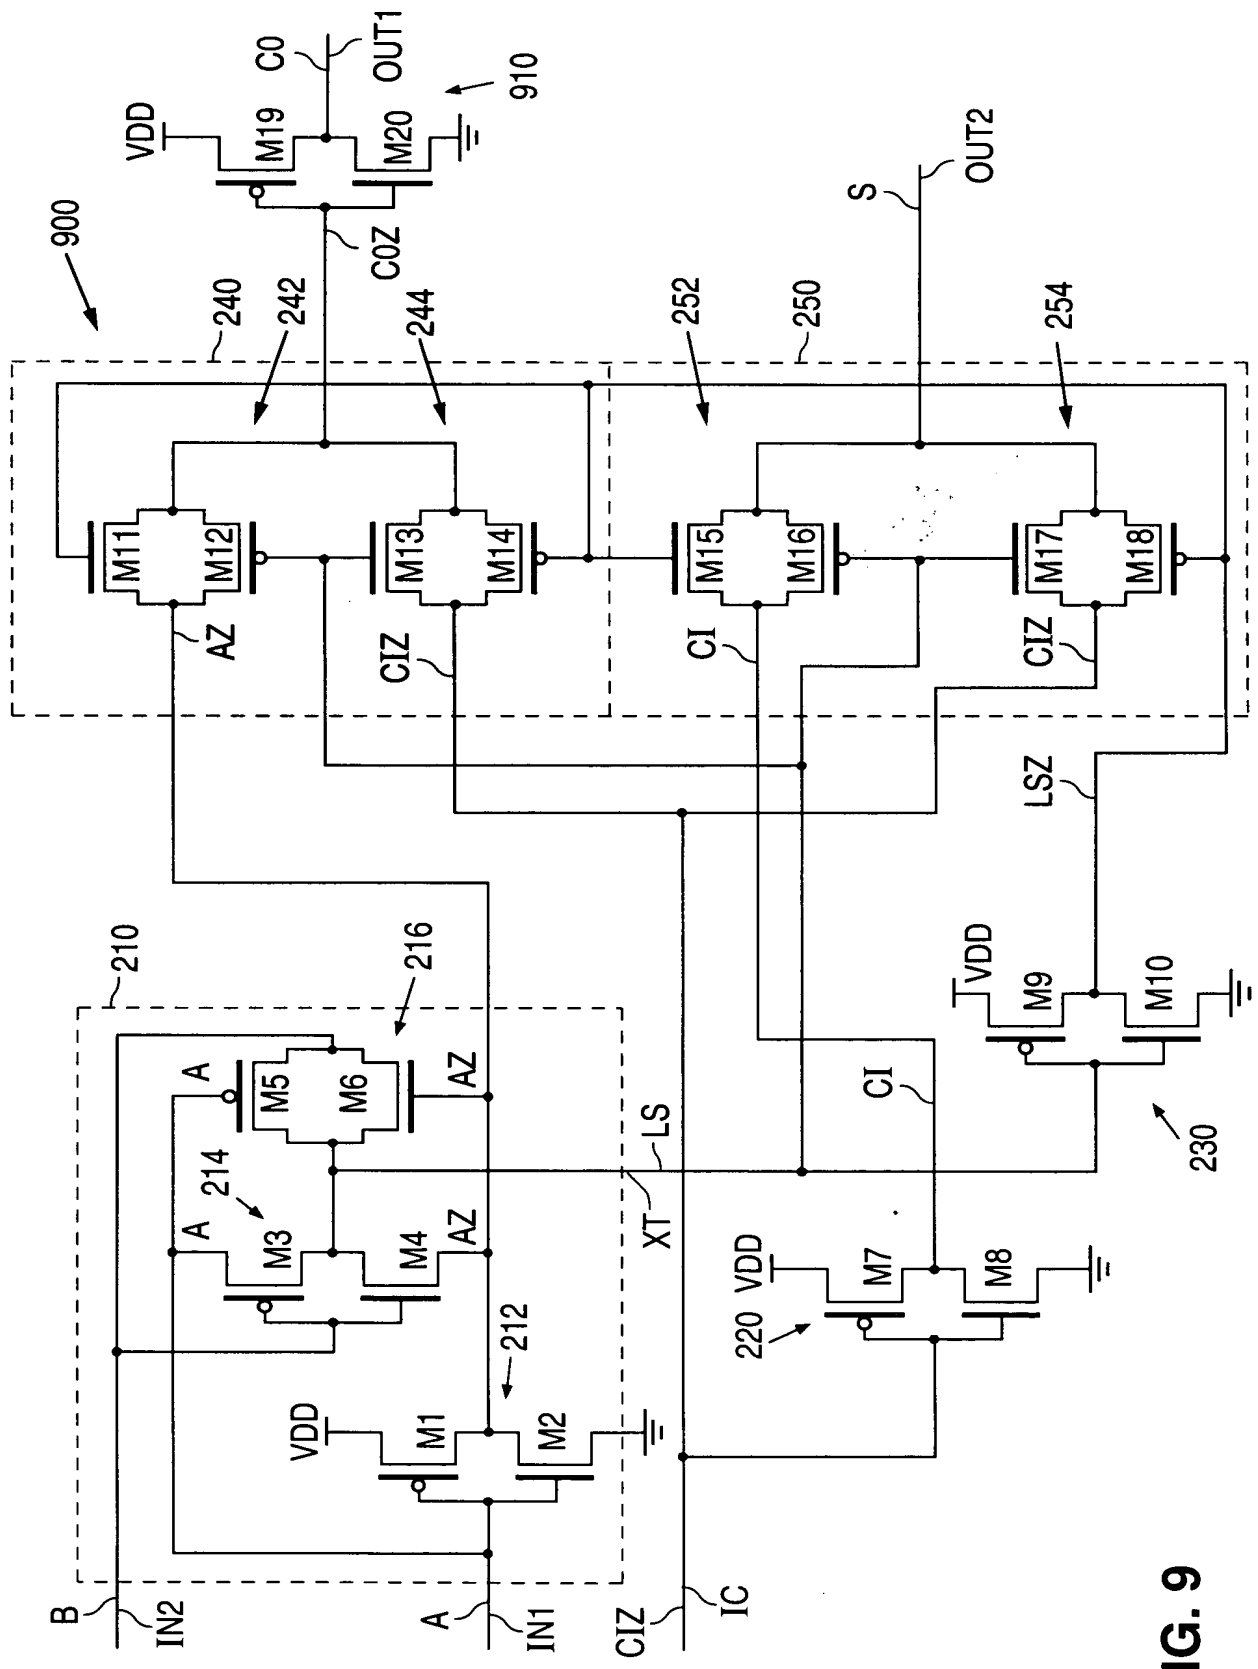 B
IN2
A
IN1
CIZ
IC
210
A
A
M5
M6
216
214
M3
M4
AZ
AZ
VDD
M1
M2
212
XT
LS
VDD
M7
M8
220
CI
VDD
M9
M10
230
LSZ
900
240
242
244
M11
M12
AZ
M13
M14
CIZ
252
250
254
M15
M16
CI
M17
M18
CIZ
VDD
M19
M20
C0
OUT1
910
C0Z
S
OUT2
IG. 9